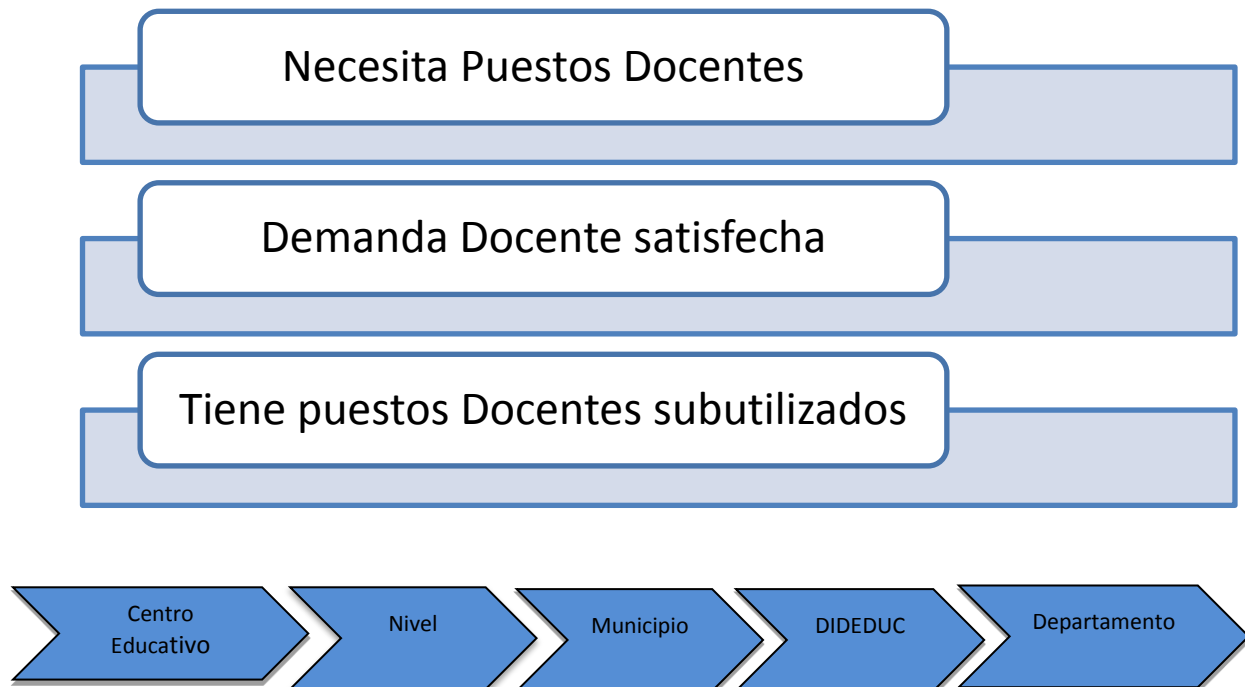 Necesita Puestos Docentes
Demanda Docente satisfecha
Tiene puestos Docentes subutilizados
Centro
Educativo
Nivel
Municipio
DIDEDUC
Departamento